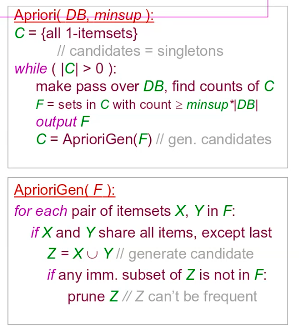 Apriori( DB, minsup ):
C = {all 1-itemsets}
// candidates = singletons
while ( |C| > 0 ):
make pass over DB, find counts of C
F = sets in C with count ≥ minsup*|DB|
output F
C = AprioriGen(F) // gen. candidates
AprioriGen( F ):
for each pair of itemsets X, Y in F:
if X and Y share all items, except last
Z = X ∪ Y // generate candidate
if any imm. subset of Z is not in F:
prune Z // Z can't be frequent